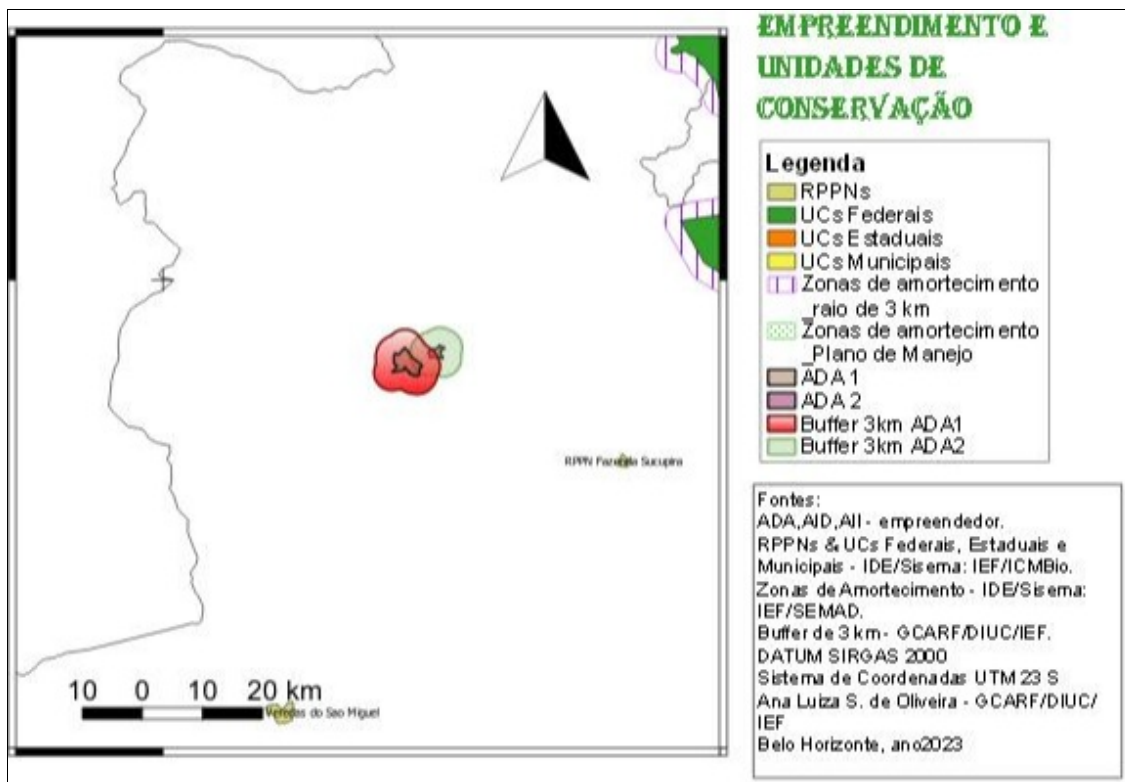 EMPREENDIMENTO E
UNIDADES DE
CONSERVAÇÃO
Legenda
RPPNs
UCs Federais
UCs Estaduais
UCs Municipais
Zonas de amortecimento
_raio de 3 km
Zonas de amortecimento
_Plano de Manejo
ADA 1
ADA 2
Buffer 3km ADA1
Buffer 3km ADA2
RPPN Fazenda Sucupira
10 0 10 20 km
Veredas do Sao Miguel
Fontes:
ADA,AID,AII - empreendedor.
RPPNs & UCs Federais, Estaduais e
Municipais - IDE/Sisema: IEF/ICMBio.
Zonas de Amortecimento - IDE/Sisema:
IEF/SEMAD.
Buffer de 3 km- GCARF/DIUC/IEF.
DATUM SIRGAS 2000
Sistema de Coordenadas UTM 23 S
Ana Luiza S. de Oliveira - GCARF/DIUC/
IEF
Belo Horizonte, ano2023